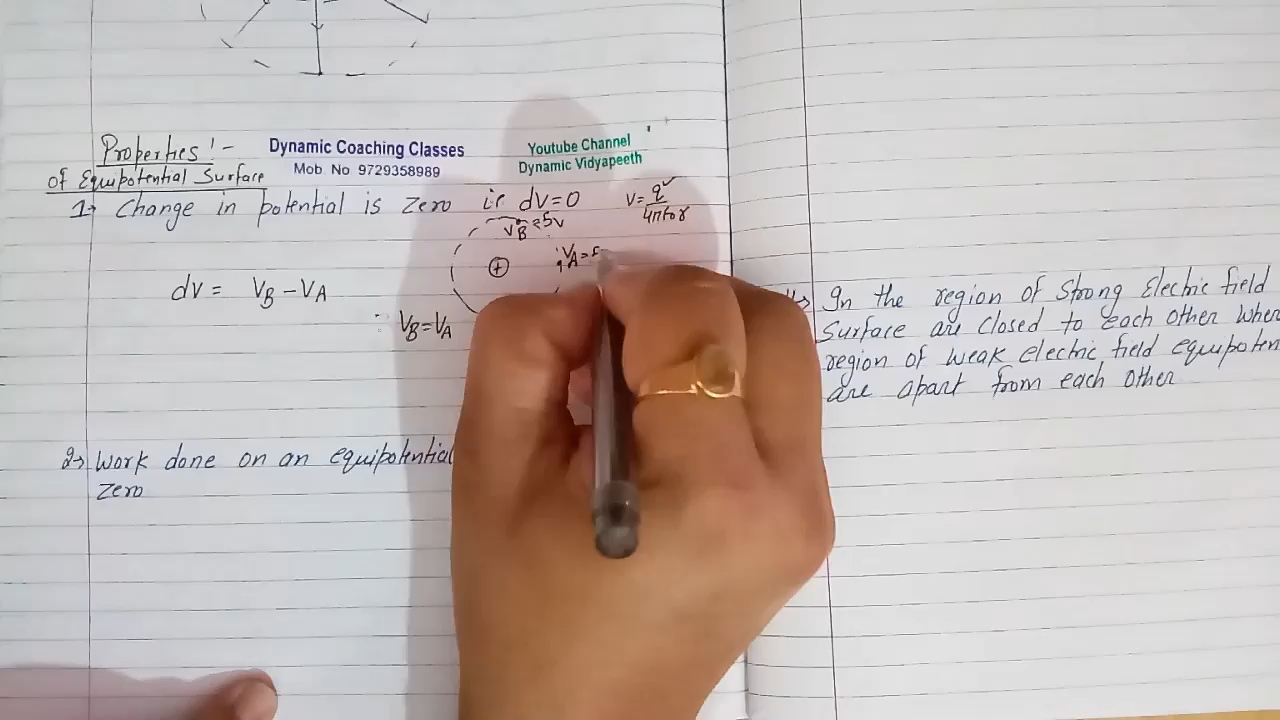 Properties :-
Dynamic Coaching Classes
Mob No 9729358989
Youtube Channel
Dynamic Vidyapeeth
of Equipotential Surface
1→ Change in potential is zero ie dv=0
V= q
4π∈o r
VB = 5v
VA =
+
dv = VB - VA
∴ VB = VA
2→ Work done on an equipotential
zero
In the region of Strong Electric field
Surface are closed to each other wher
region of weak electric field equipoten
are apart from each other